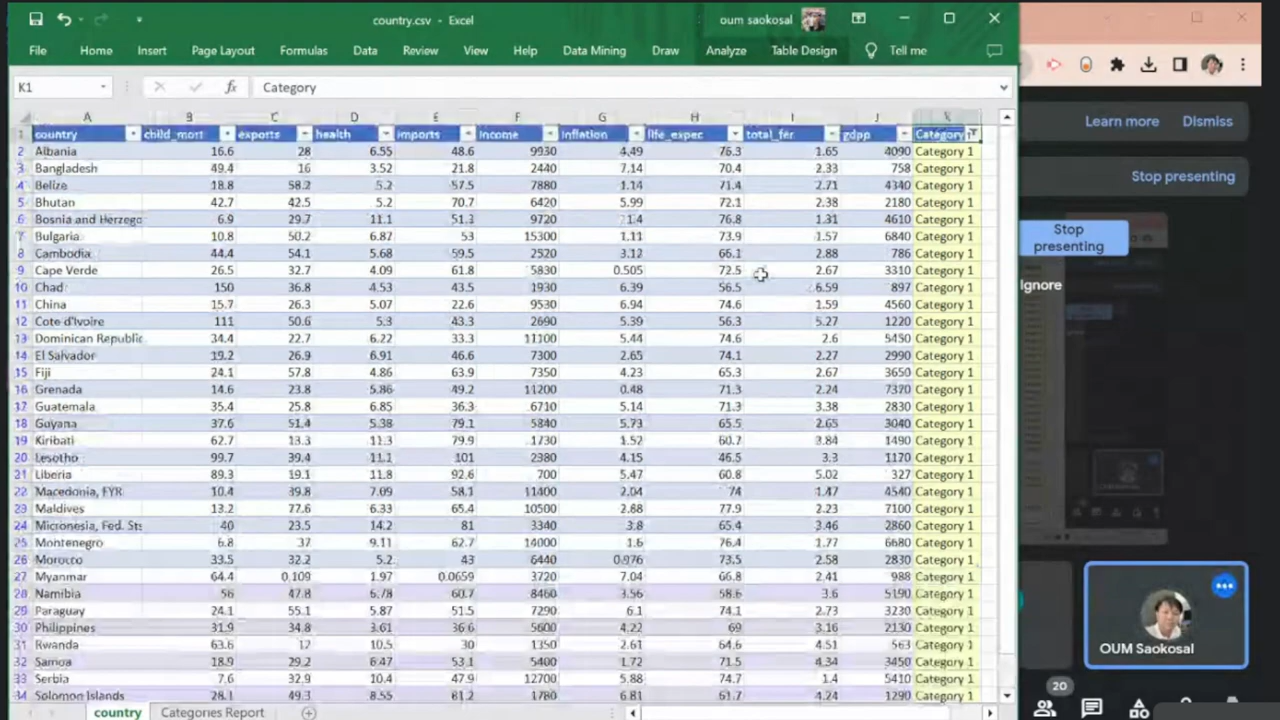 country.csv - Excel
oum saokosal
File Home Insert Page Layout Formulas Data Review View Help Data Mining Draw Analyze Table Design Tell me
K1 fx Category
A B C D E F G H I J K
1 country child_mort exports health imports income inflation life_expec total_fer gdpp Category
2 Albania 16.6 28 6.55 48.6 9930 4.49 76.3 1.65 4090 Category 1
3 Bangladesh 49.4 16 3.52 21.8 2440 7.14 70.4 2.33 758 Category 1
4 Belize 18.8 58.2 5.2 57.5 7880 1.14 71.4 2.71 4340 Category 1
5 Bhutan 42.7 42.5 5.2 70.7 6420 5.99 72.1 2.38 2180 Category 1
6 Bosnia and Herzego 6.9 29.7 11.1 51.3 9720 1.4 76.8 1.31 4610 Category 1
7 Bulgaria 10.8 50.2 6.87 53 15300 1.11 73.9 1.57 6840 Category 1
8 Cambodia 44.4 54.1 5.68 59.5 2520 3.12 66.1 2.88 786 Category 1
9 Cape Verde 26.5 32.7 4.09 61.8 5830 0.505 72.5 2.67 3310 Category 1
10 Chad 150 36.8 4.53 43.5 1930 6.39 56.5 6.59 897 Category 1
11 China 15.7 26.3 5.07 22.6 9530 6.94 74.6 1.59 4560 Category 1
12 Cote d'Ivoire 111 50.6 5.3 43.3 2690 5.39 56.3 5.27 1220 Category 1
13 Dominican Republic 34.4 22.7 6.22 33.3 11100 5.44 74.6 2.6 5450 Category 1
14 El Salvador 19.2 26.9 6.91 46.6 7300 2.65 74.1 2.27 2990 Category 1
15 Fiji 24.1 57.8 4.86 63.9 7350 4.23 65.3 2.67 3650 Category 1
16 Grenada 14.6 23.8 5.86 49.2 11200 0.48 71.3 2.24 7370 Category 1
17 Guatemala 35.4 25.8 6.85 36.3 6710 5.14 71.3 3.38 2830 Category 1
18 Guyana 37.6 51.4 5.38 79.1 5840 5.73 65.5 2.65 3040 Category 1
19 Kiribati 62.7 13.3 11.3 79.9 1730 1.52 60.7 3.84 1490 Category 1
20 Lesotho 99.7 39.4 11.1 101 2380 4.15 46.5 3.3 1170 Category 1
21 Liberia 89.3 19.1 11.8 92.6 700 5.47 60.8 5.02 327 Category 1
22 Macedonia, FYR 10.4 39.8 7.09 58.1 11400 2.04 74 1.47 4540 Category 1
23 Maldives 13.2 77.6 6.33 65.4 10500 2.88 77.9 2.23 7100 Category 1
24 Micronesia, Fed. Sts 40 23.5 14.2 81 3340 3.8 65.4 3.46 2860 Category 1
25 Montenegro 6.8 37 9.11 62.7 14000 1.6 76.4 1.77 6680 Category 1
26 Morocco 33.5 32.2 5.2 43 6440 0.976 73.5 2.58 2830 Category 1
27 Myanmar 64.4 0.109 1.97 0.0659 3720 7.04 66.8 2.41 988 Category 1
28 Namibia 56 47.8 6.78 60.7 8460 3.56 58.6 3.6 5190 Category 1
29 Paraguay 24.1 55.1 5.87 51.5 7290 6.1 74.1 2.73 3230 Category 1
30 Philippines 31.9 34.8 3.61 36.6 5600 4.22 69 3.16 2130 Category 1
31 Rwanda 63.6 12 10.5 30 1350 2.61 64.6 4.51 563 Category 1
32 Samoa 18.9 29.2 6.47 53.1 5400 1.72 71.5 4.34 3450 Category 1
33 Serbia 7.6 32.9 10.4 47.9 12700 5.88 74.7 1.4 5410 Category 1
34 Solomon Islands 28.1 49.3 8.55 81.2 1780 6.81 61.7 4.24 1290 Category 1
country Categories Report
Learn more Dismiss
Stop presenting
Stop presenting
Ignore
OUM Saokosal
20